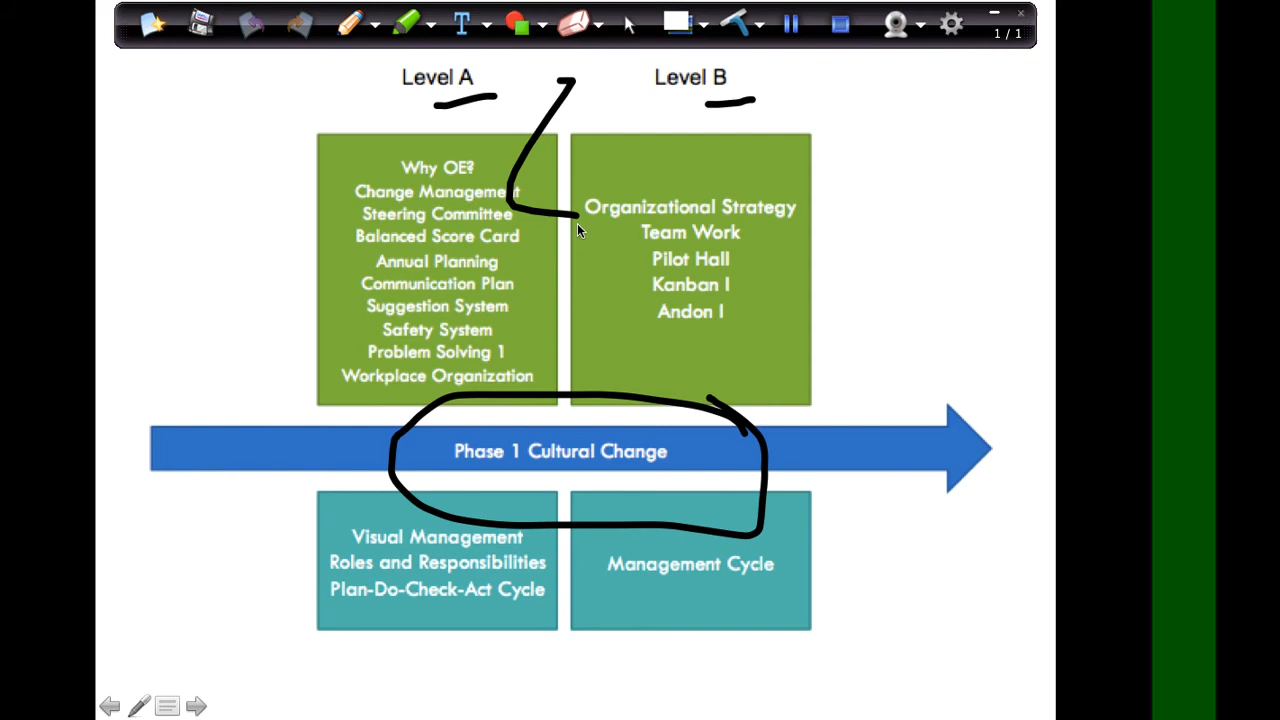 1 / 1
Level A
Level B
Why OE?
Change Management
Steering Committee
Balanced Score Card
Annual Planning
Communication Plan
Suggestion System
Safety System
Problem Solving 1
Workplace Organization
Organizational Strategy
Team Work
Pilot Hall
Kanban I
Andon I
Phase 1 Cultural Change
Visual Management
Roles and Responsibilities
Plan-Do-Check-Act Cycle
Management Cycle